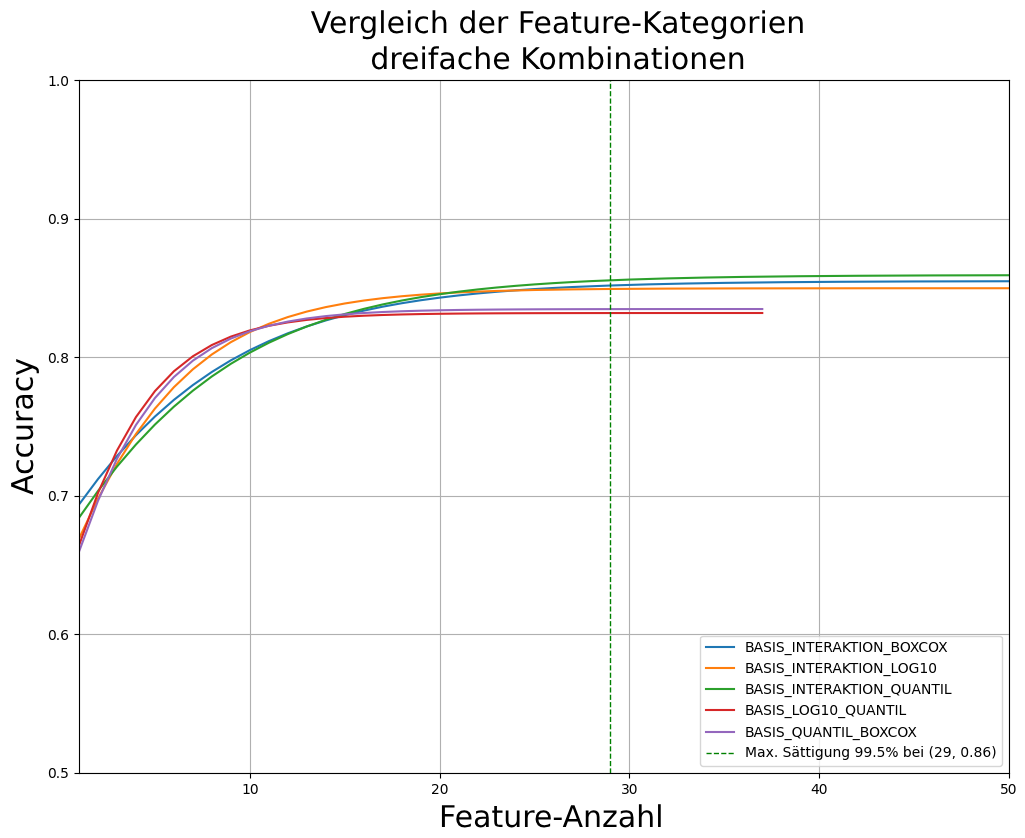 Vergleich der Feature-Kategorien
dreifache Kombinationen
1.0
0.9
0.8
0.7
0.6
0.5
Accuracy
10
20
30
40
50
Feature-Anzahl
BASIS_INTERAKTION_BOXCOX
BASIS_INTERAKTION_LOG10
BASIS_INTERAKTION_QUANTIL
BASIS_LOG10_QUANTIL
BASIS_QUANTIL_BOXCOX
Max. Sättigung 99.5% bei (29, 0.86)